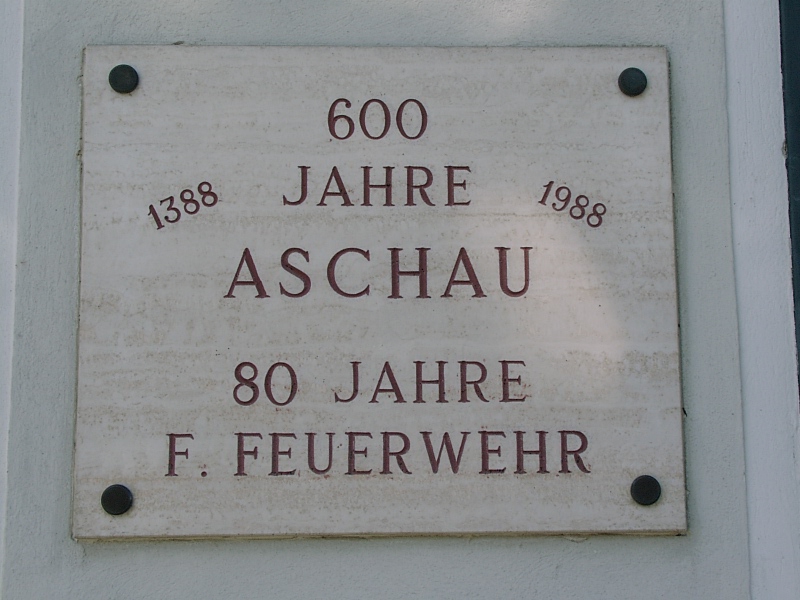 600
JAHRE
1388
1988
ASCHAU
80 JAHRE
F. FEUERWEHR